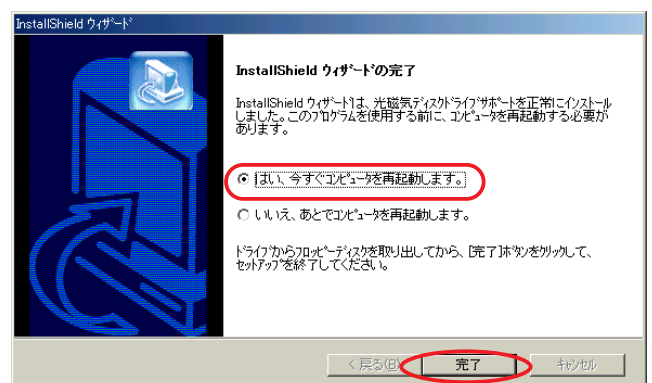 InstallShield ウィザード
InstallShield ウィザードの完了
InstallShield ウィザードは、光磁気ディスクドライブサポートを正常にインストール
しました。このプログラムを使用する前に、コンピュータを再起動する必要が
あります。
はい、今すぐコンピュータを再起動します。
いいえ、あとでコンピュータを再起動します。
ドライブからフロッピーディスクを取り出してから、[完了]ボタンをクリックして、
セットアップを終了してください。
< 戻る(B)
完了
キャンセル